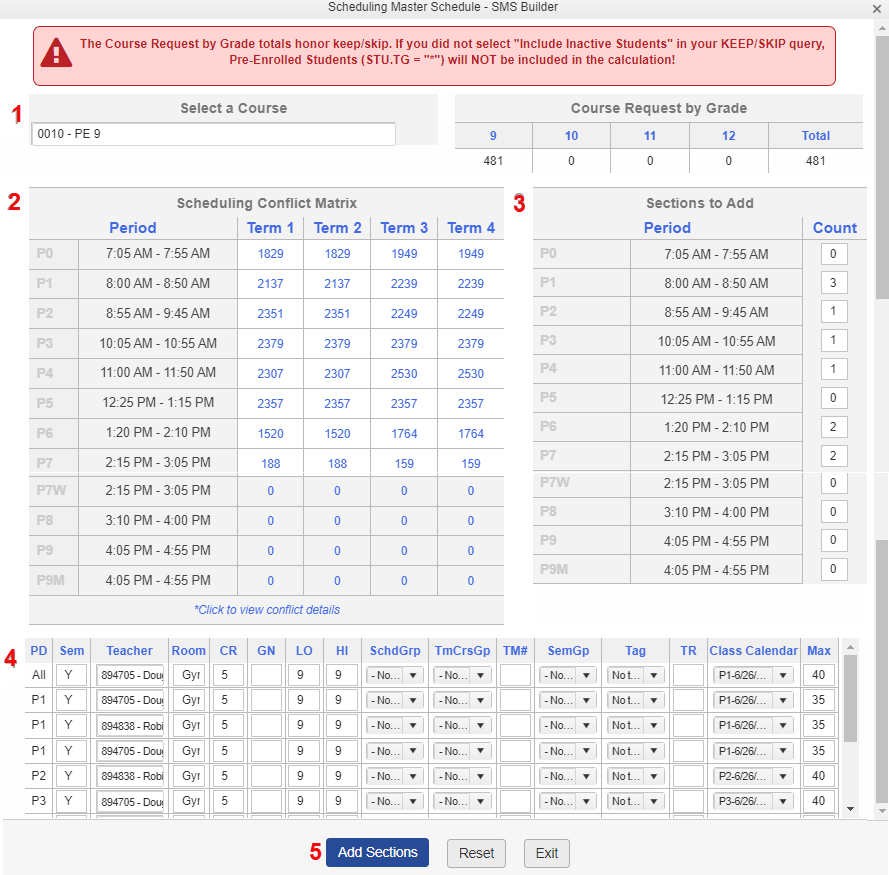 Scheduling Master Schedule - SMS Builder
The Course Request by Grade totals honor keep/skip. If you did not select "Include Inactive Students" in your KEEP/SKIP query,
Pre-Enrolled Students (STU.TG = "*") will NOT be included in the calculation!
1
Select a Course
0010 - PE 9
Course Request by Grade
9 10 11 12 Total
481 0 0 0 481
2
Scheduling Conflict Matrix
Period Term 1 Term 2 Term 3 Term 4
P0 7:05 AM - 7:55 AM 1829 1829 1949 1949
P1 8:00 AM - 8:50 AM 2137 2137 2239 2239
P2 8:55 AM - 9:45 AM 2351 2351 2249 2249
P3 10:05 AM - 10:55 AM 2379 2379 2379 2379
P4 11:00 AM - 11:50 AM 2307 2307 2530 2530
P5 12:25 PM - 1:15 PM 2357 2357 2357 2357
P6 1:20 PM - 2:10 PM 1520 1520 1764 1764
P7 2:15 PM - 3:05 PM 188 188 159 159
P7W 2:15 PM - 3:05 PM 0 0 0 0
P8 3:10 PM - 4:00 PM 0 0 0 0
P9 4:05 PM - 4:55 PM 0 0 0 0
P9M 4:05 PM - 4:55 PM 0 0 0 0
*Click to view conflict details
3
Sections to Add
Period Count
P0 7:05 AM - 7:55 AM 0
P1 8:00 AM - 8:50 AM 3
P2 8:55 AM - 9:45 AM 1
P3 10:05 AM - 10:55 AM 1
P4 11:00 AM - 11:50 AM 1
P5 12:25 PM - 1:15 PM 0
P6 1:20 PM - 2:10 PM 2
P7 2:15 PM - 3:05 PM 2
P7W 2:15 PM - 3:05 PM 0
P8 3:10 PM - 4:00 PM 0
P9 4:05 PM - 4:55 PM 0
P9M 4:05 PM - 4:55 PM 0
4
PD Sem Teacher Room CR GN LO HI SchdGrp TmCrsGp TM# SemGp Tag TR Class Calendar Max
All Y 894705 - Dou Gyr 5 9 9 - No... - No... - No... No t... P1-6/26/... 40
P1 Y 894705 - Dou Gyr 5 9 9 - No... - No... - No... No t... P1-6/26/... 35
P1 Y 894838 - Robi Gyr 5 9 9 - No... - No... - No... No t... P1-6/26/... 35
P1 Y 894705 - Dou Gyr 5 9 9 - No... - No... - No... No t... P1-6/26/... 35
P2 Y 894838 - Robi Gyr 5 9 9 - No... - No... - No... No t... P2-6/26/... 40
P3 Y 894705 - Dou Gyr 5 9 9 - No... - No... - No... No t... P3-6/26/... 40
5
Add Sections Reset Exit